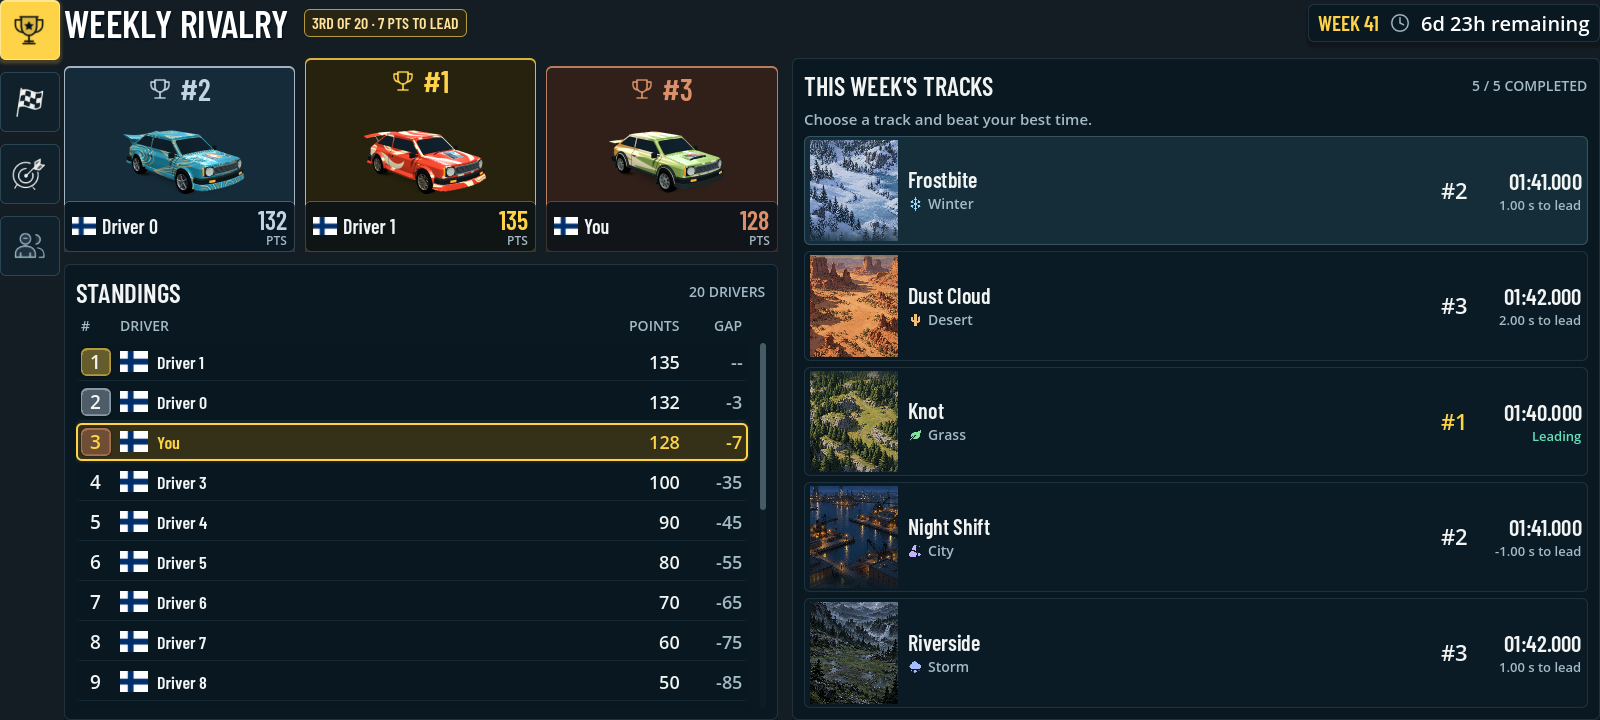 WEEKLY RIVALRY
3RD OF 20 · 7 PTS TO LEAD
WEEK 41 6d 23h remaining
#2
Driver 0
132
PTS
#1
Driver 1
135
PTS
#3
You
128
PTS
STANDINGS
20 DRIVERS
# DRIVER POINTS GAP
1 Driver 1 135 --
2 Driver 0 132 -3
3 You 128 -7
4 Driver 3 100 -35
5 Driver 4 90 -45
6 Driver 5 80 -55
7 Driver 6 70 -65
8 Driver 7 60 -75
9 Driver 8 50 -85
THIS WEEK'S TRACKS
5 / 5 COMPLETED
Choose a track and beat your best time.
Frostbite
Winter
#2
01:41.000
1.00 s to lead
Dust Cloud
Desert
#3
01:42.000
2.00 s to lead
Knot
Grass
#1
01:40.000
Leading
Night Shift
City
#2
01:41.000
-1.00 s to lead
Riverside
Storm
#3
01:42.000
1.00 s to lead